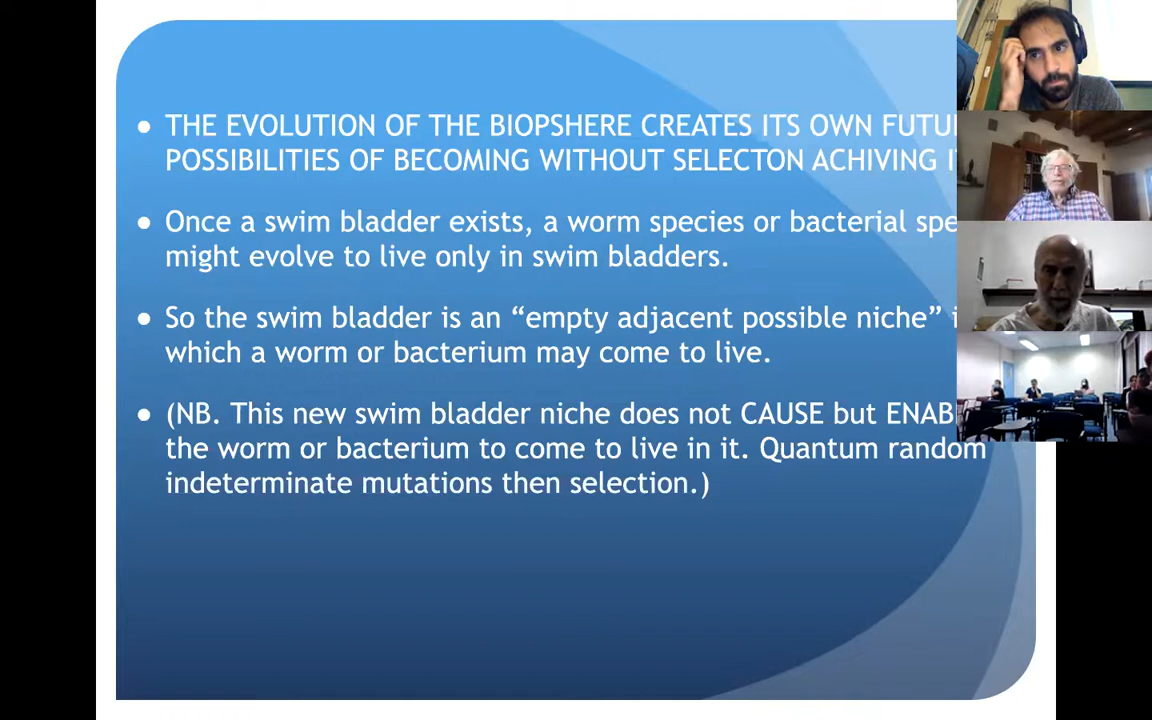 ● THE EVOLUTION OF THE BIOPSHERE CREATES ITS OWN
POSSIBILITIES OF BECOMING WITHOUT SELECTON ACHIVING
● Once a swim bladder exists, a worm species or bacterial
might evolve to live only in swim bladders.
● So the swim bladder is an “empty adjacent possible niche”
which a worm or bacterium may come to live.
● (NB. This new swim bladder niche does not CAUSE but
the worm or bacterium to come to live in it. Quantum random
indeterminate mutations then selection.)